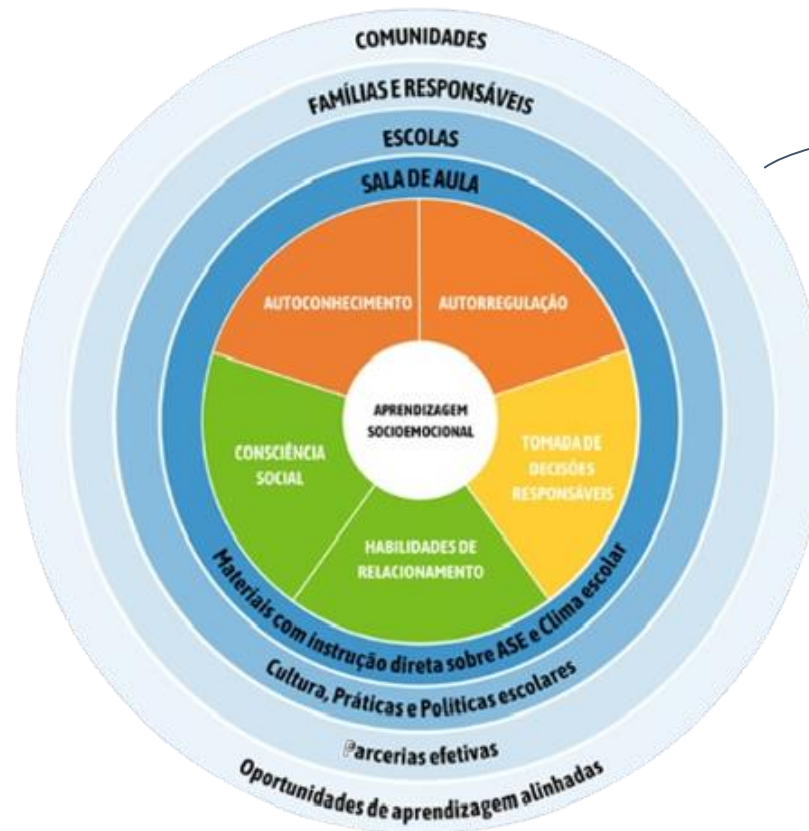 COMUNIDADES
FAMÍLIAS E RESPONSÁVEIS
ESCOLAS
SALA DE AULA
AUTOCONHECIMENTO
AUTORREGULAÇÃO
APRENDIZAGEM
SOCIOEMOCIONAL
CONSCIÊNCIA
SOCIAL
TOMADA DE
DECISÕES
RESPONSÁVEIS
HABILIDADES DE
RELACIONAMENTO
Materiais com instrução direta sobre ASE e Clima escolar
Cultura, Práticas e Políticas escolares
Parcerias efetivas
Oportunidades de aprendizagem alinhadas